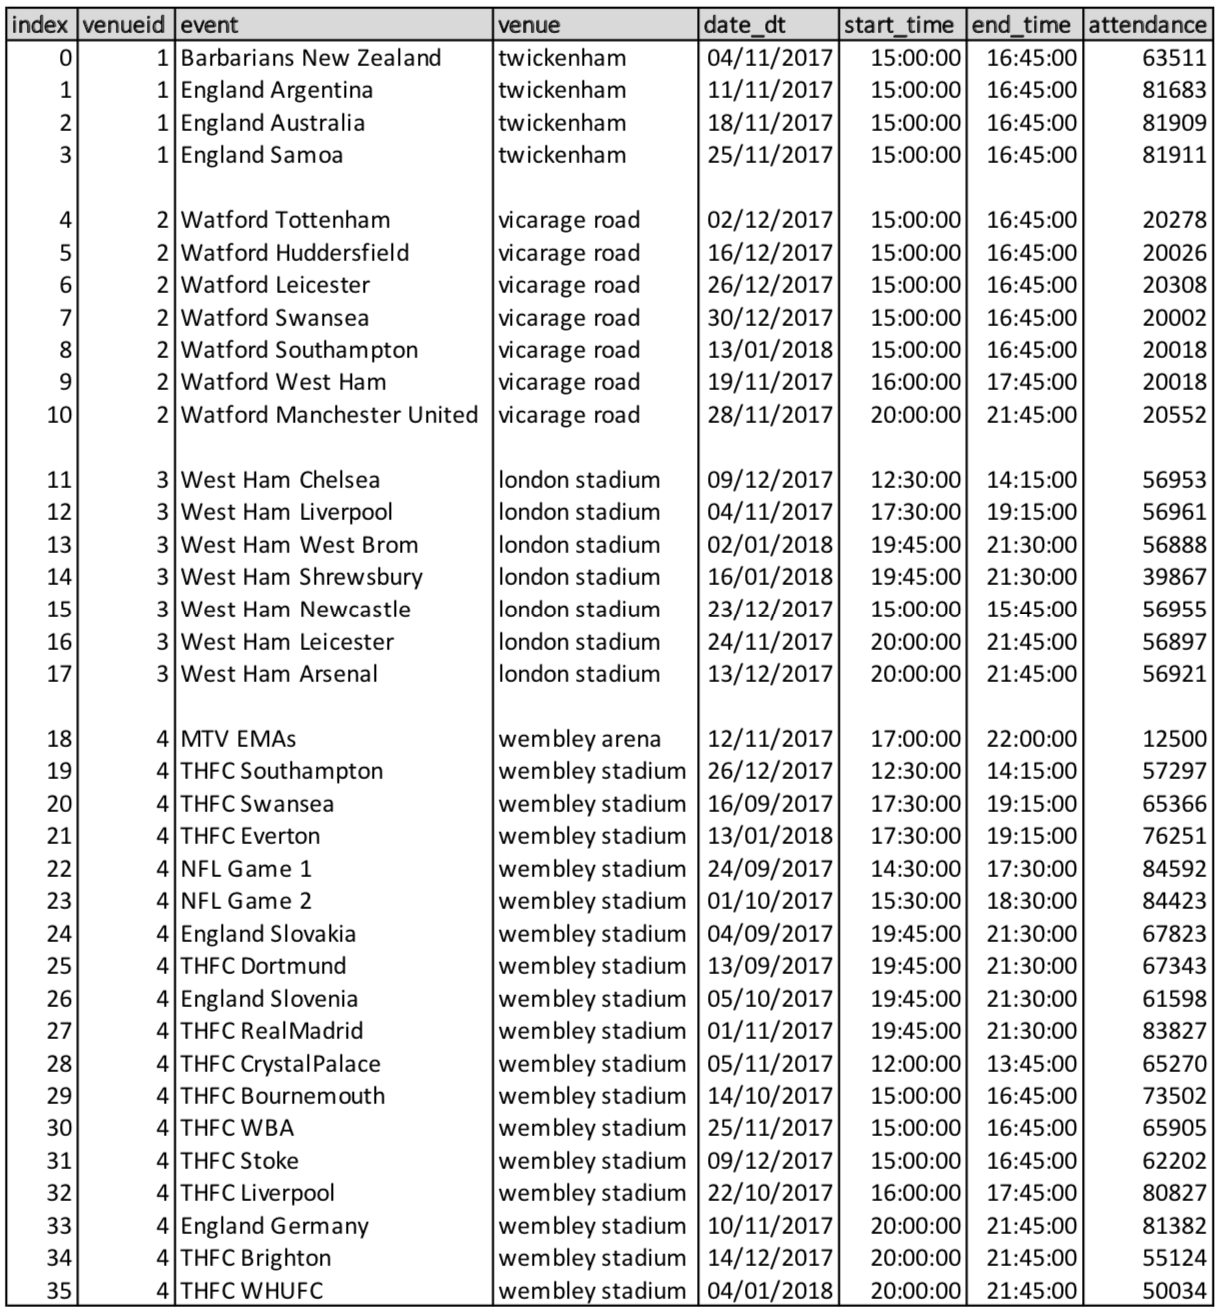 index venueid event venue date_dt start_time end_time attendance
0 1 Barbarians New Zealand twickenham 04/11/2017 15:00:00 16:45:00 63511
1 1 England Argentina twickenham 11/11/2017 15:00:00 16:45:00 81683
2 1 England Australia twickenham 18/11/2017 15:00:00 16:45:00 81909
3 1 England Samoa twickenham 25/11/2017 15:00:00 16:45:00 81911
4 2 Watford Tottenham vicarage road 02/12/2017 15:00:00 16:45:00 20278
5 2 Watford Huddersfield vicarage road 16/12/2017 15:00:00 16:45:00 20026
6 2 Watford Leicester vicarage road 26/12/2017 15:00:00 16:45:00 20308
7 2 Watford Swansea vicarage road 30/12/2017 15:00:00 16:45:00 20002
8 2 Watford Southampton vicarage road 13/01/2018 15:00:00 16:45:00 20018
9 2 Watford West Ham vicarage road 19/11/2017 16:00:00 17:45:00 20018
10 2 Watford Manchester United vicarage road 28/11/2017 20:00:00 21:45:00 20552
11 3 West Ham Chelsea london stadium 09/12/2017 12:30:00 14:15:00 56953
12 3 West Ham Liverpool london stadium 04/11/2017 17:30:00 19:15:00 56961
13 3 West Ham West Brom london stadium 02/01/2018 19:45:00 21:30:00 56888
14 3 West Ham Shrewsbury london stadium 16/01/2018 19:45:00 21:30:00 39867
15 3 West Ham Newcastle london stadium 23/12/2017 15:00:00 15:45:00 56955
16 3 West Ham Leicester london stadium 24/11/2017 20:00:00 21:45:00 56897
17 3 West Ham Arsenal london stadium 13/12/2017 20:00:00 21:45:00 56921
18 4 MTV EMAs wembley arena 12/11/2017 17:00:00 22:00:00 12500
19 4 THFC Southampton wembley stadium 26/12/2017 12:30:00 14:15:00 57297
20 4 THFC Swansea wembley stadium 16/09/2017 17:30:00 19:15:00 65366
21 4 THFC Everton wembley stadium 13/01/2018 17:30:00 19:15:00 76251
22 4 NFL Game 1 wembley stadium 24/09/2017 14:30:00 17:30:00 84592
23 4 NFL Game 2 wembley stadium 01/10/2017 15:30:00 18:30:00 84423
24 4 England Slovakia wembley stadium 04/09/2017 19:45:00 21:30:00 67823
25 4 THFC Dortmund wembley stadium 13/09/2017 19:45:00 21:30:00 67343
26 4 England Slovenia wembley stadium 05/10/2017 19:45:00 21:30:00 61598
27 4 THFC RealMadrid wembley stadium 01/11/2017 19:45:00 21:30:00 83827
28 4 THFC CrystalPalace wembley stadium 05/11/2017 12:00:00 13:45:00 65270
29 4 THFC Bournemouth wembley stadium 14/10/2017 15:00:00 16:45:00 73502
30 4 THFC WBA wembley stadium 25/11/2017 15:00:00 16:45:00 65905
31 4 THFC Stoke wembley stadium 09/12/2017 15:00:00 16:45:00 62202
32 4 THFC Liverpool wembley stadium 22/10/2017 16:00:00 17:45:00 80827
33 4 England Germany wembley stadium 10/11/2017 20:00:00 21:45:00 81382
34 4 THFC Brighton wembley stadium 14/12/2017 20:00:00 21:45:00 55124
35 4 THFC WHUFC wembley stadium 04/01/2018 20:00:00 21:45:00 50034